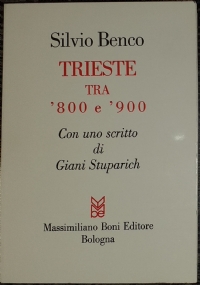 Silvio Benco
TRIESTE
TRA
'800 e '900
Con uno scritto
di
Giani Stuparich
Massimiliano Boni Editore
Bologna